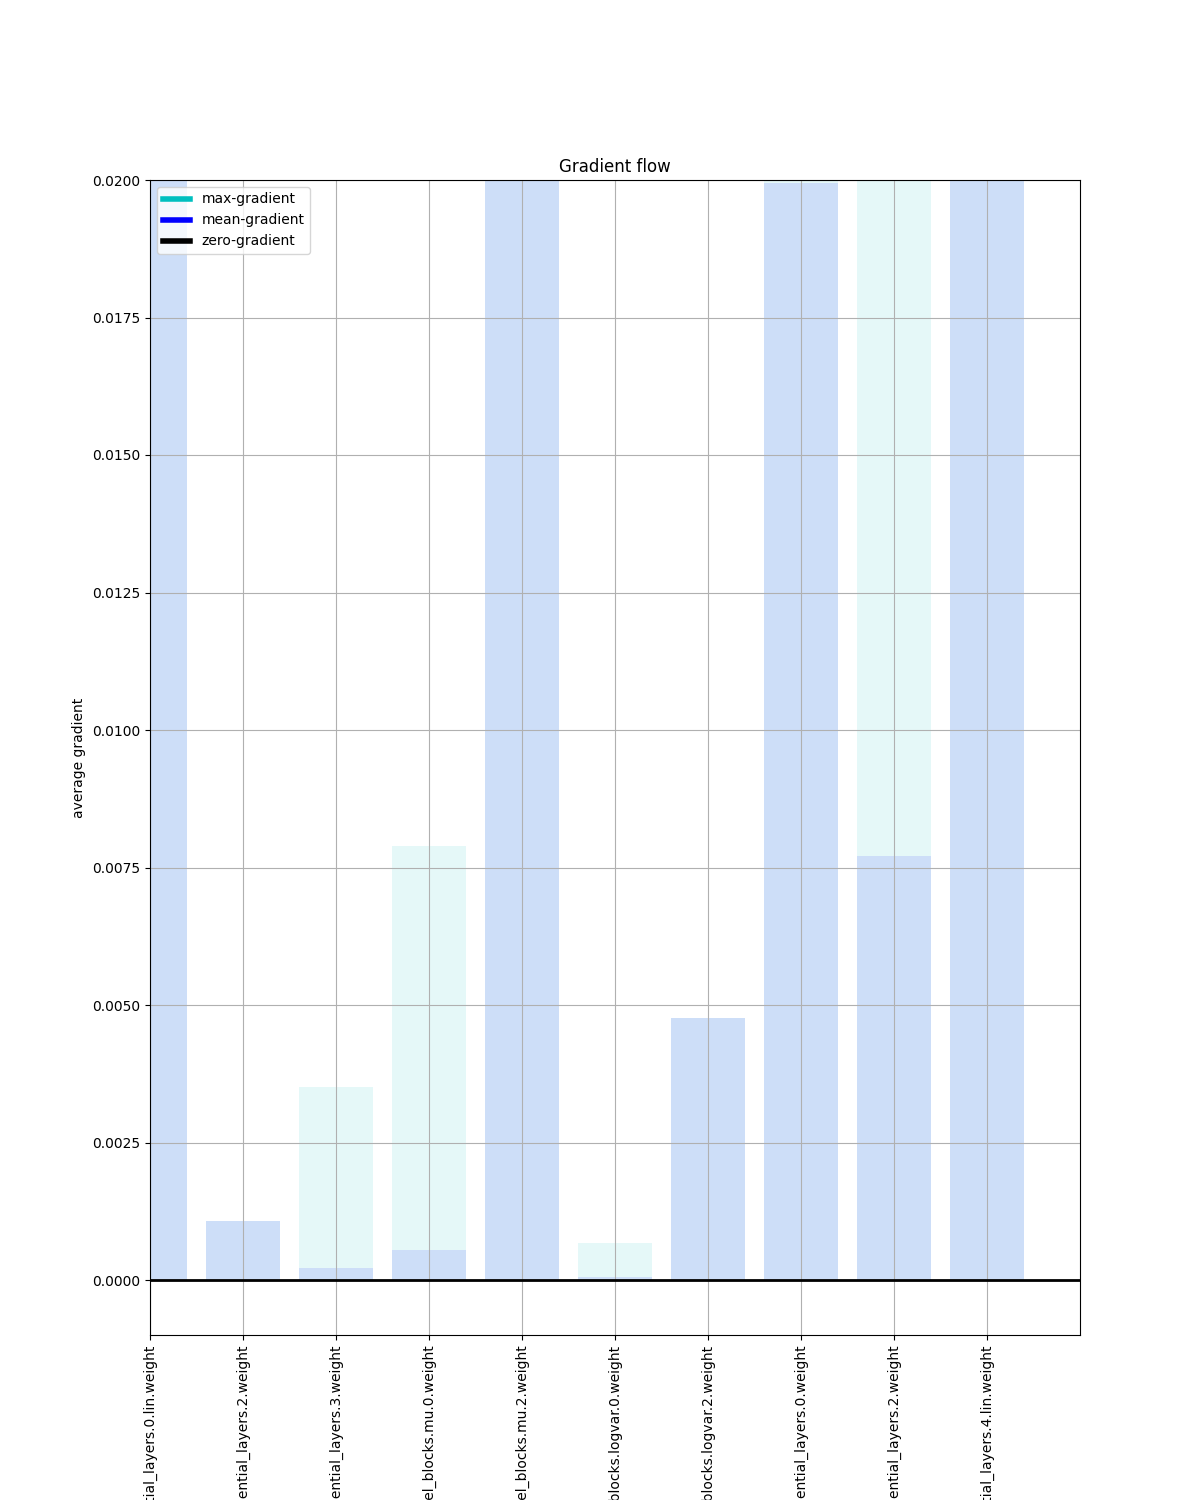 Gradient flow
max-gradient
mean-gradient
zero-gradient
0.0200
0.0175
0.0150
0.0125
0.0100
0.0075
0.0050
0.0025
0.0000
average gradient
tial_layers.0.lin.weight
ential_layers.2.weight
ential_layers.3.weight
el_blocks.mu.0.weight
el_blocks.mu.2.weight
blocks.logvar.0.weight
blocks.logvar.2.weight
ential_layers.0.weight
ential_layers.2.weight
tial_layers.4.lin.weight